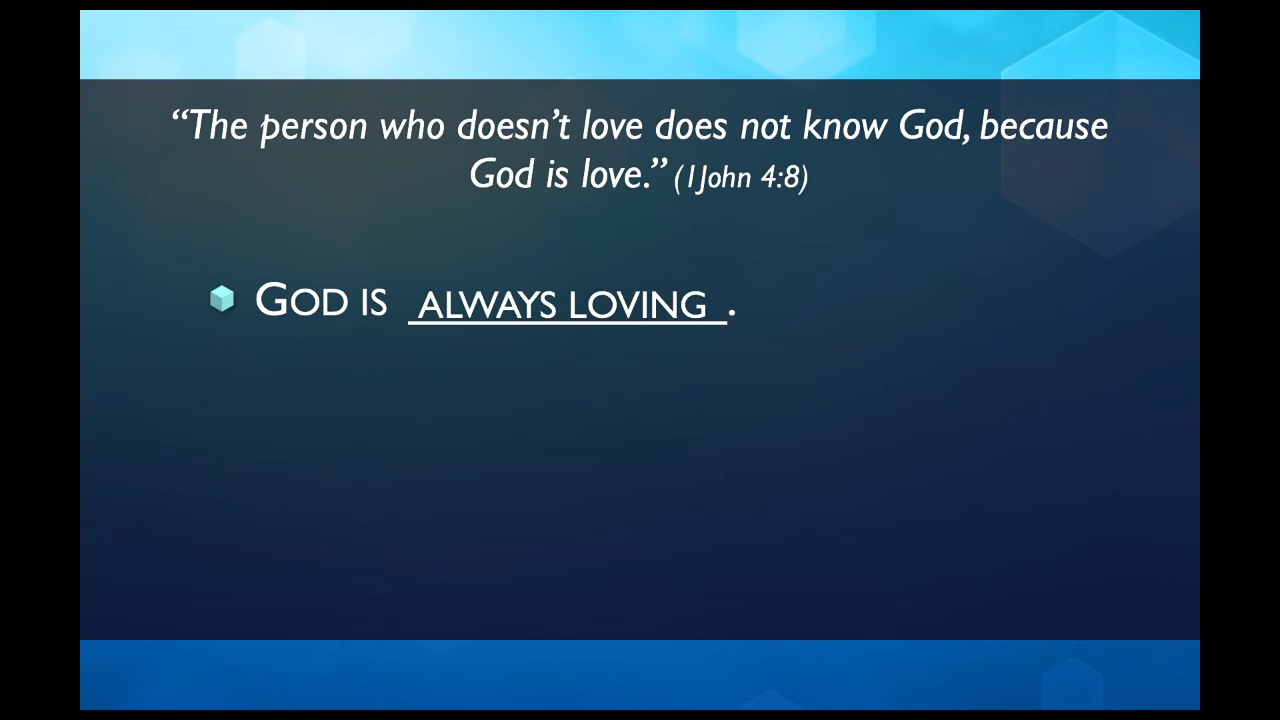 “The person who doesn’t love does not know God, because
God is love.” (1John 4:8)
GOD IS ALWAYS LOVING.